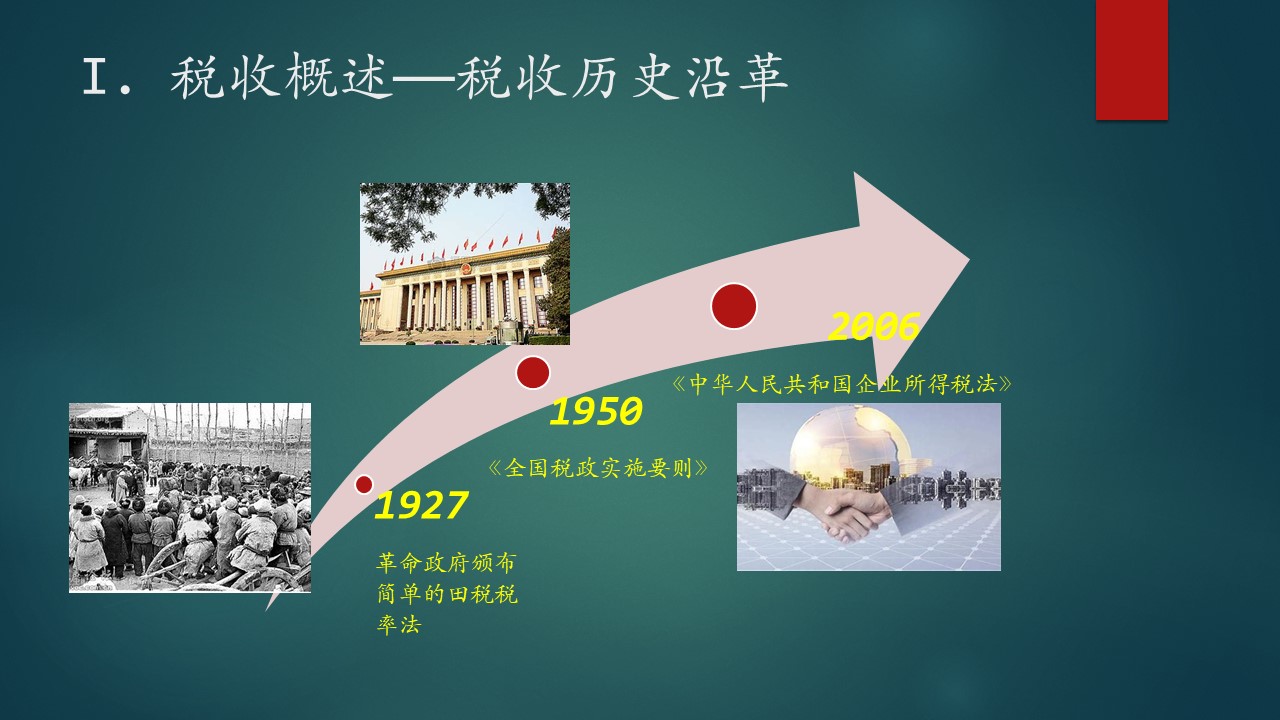 I. 税收概述——税收历史沿革
2006
《中华人民共和国企业所得税法》
1950
《全国税政实施要则》
1927
革命政府颁布
简单的田税税
率法